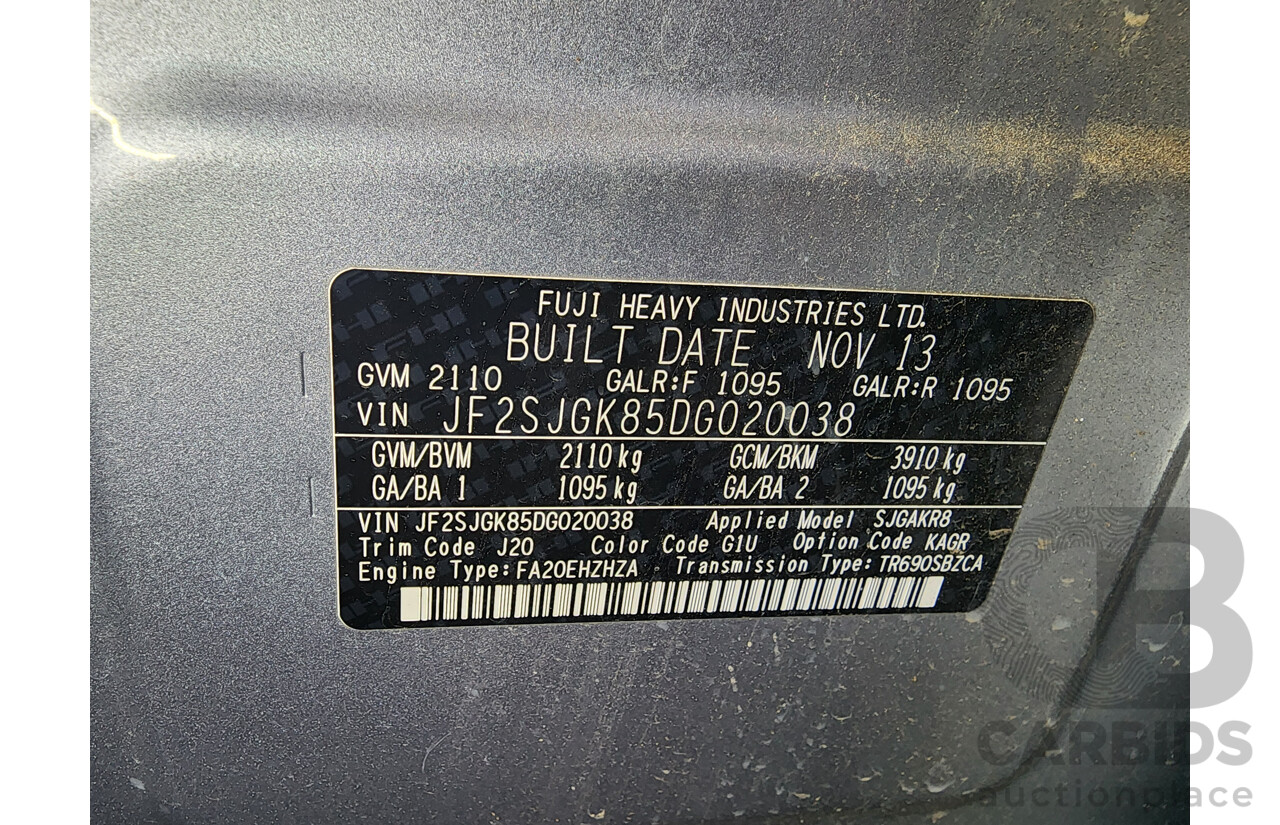 FUJI HEAVY INDUSTRIES LTD.
BUILT DATE NOV 13
GVM 2110 GALR:F 1095 GALR:R 1095
VIN JF2SJGK85DG020038
GVM/BVM 2110 kg GCM/BKM 3910 kg
GA/BA 1 1095 kg GA/BA 2 1095 kg
VIN JF2SJGK85DG020038 Applied Model SJGAKR8
Trim Code J20 Color Code G1U Option Code KAGR
Engine Type: FA20EHZHZA Transmission Type: TR690SBZCA
CARBIDS
auctionplace